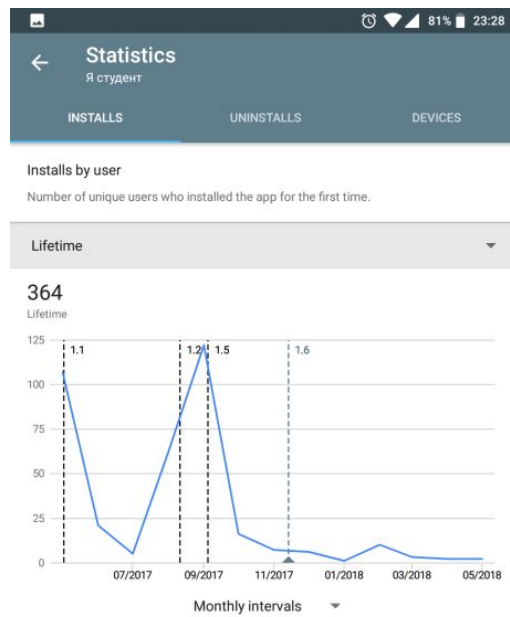 81% 23:28
Statistics
Я студент
INSTALLS UNINSTALLS DEVICES
Installs by user
Number of unique users who installed the app for the first time.
Lifetime
364
Lifetime
125
1.1 1.2 1.5 1.6
100
75
50
25
0
07/2017 09/2017 11/2017 01/2018 03/2018 05/2018
Monthly intervals